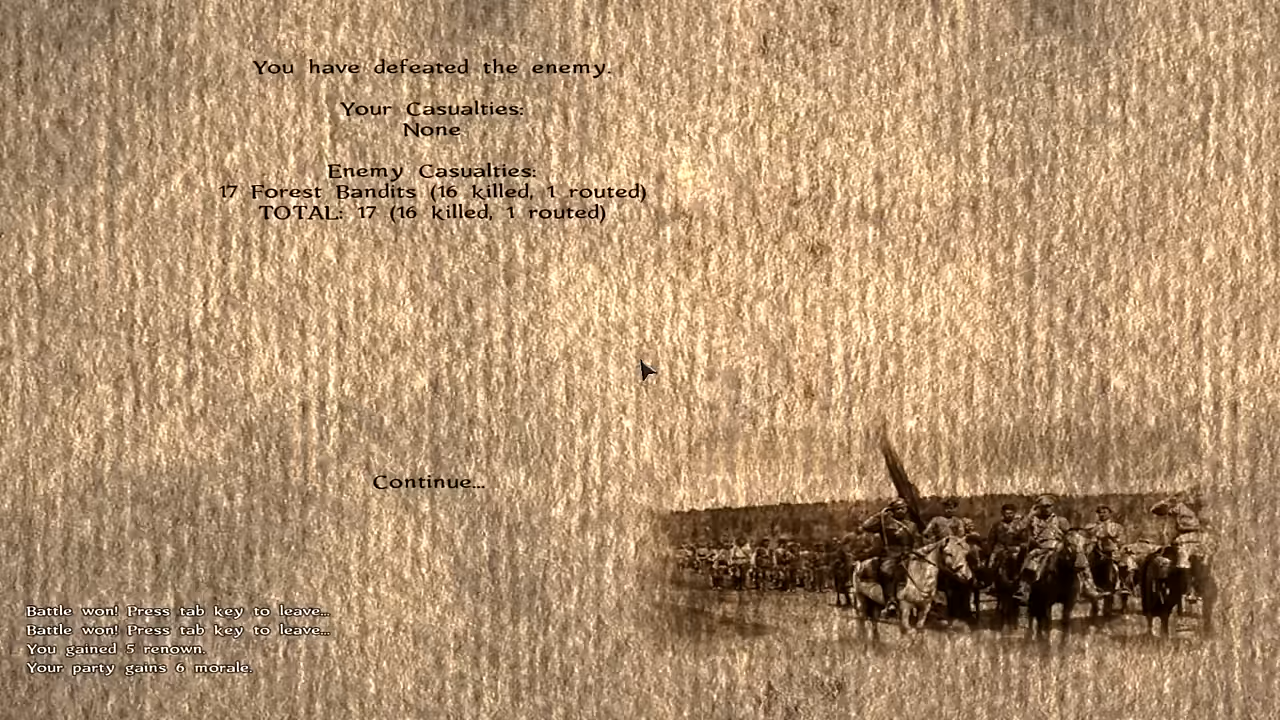 You have defeated the enemy.
Your Casualties:
None
Enemy Casualties:
17 Forest Bandits (16 killed, 1 routed)
TOTAL: 17 (16 killed, 1 routed)
Continue...
Battle won! Press tab key to leave...
Battle won! Press tab key to leave...
You gained 5 renown.
Your party gains 6 morale.